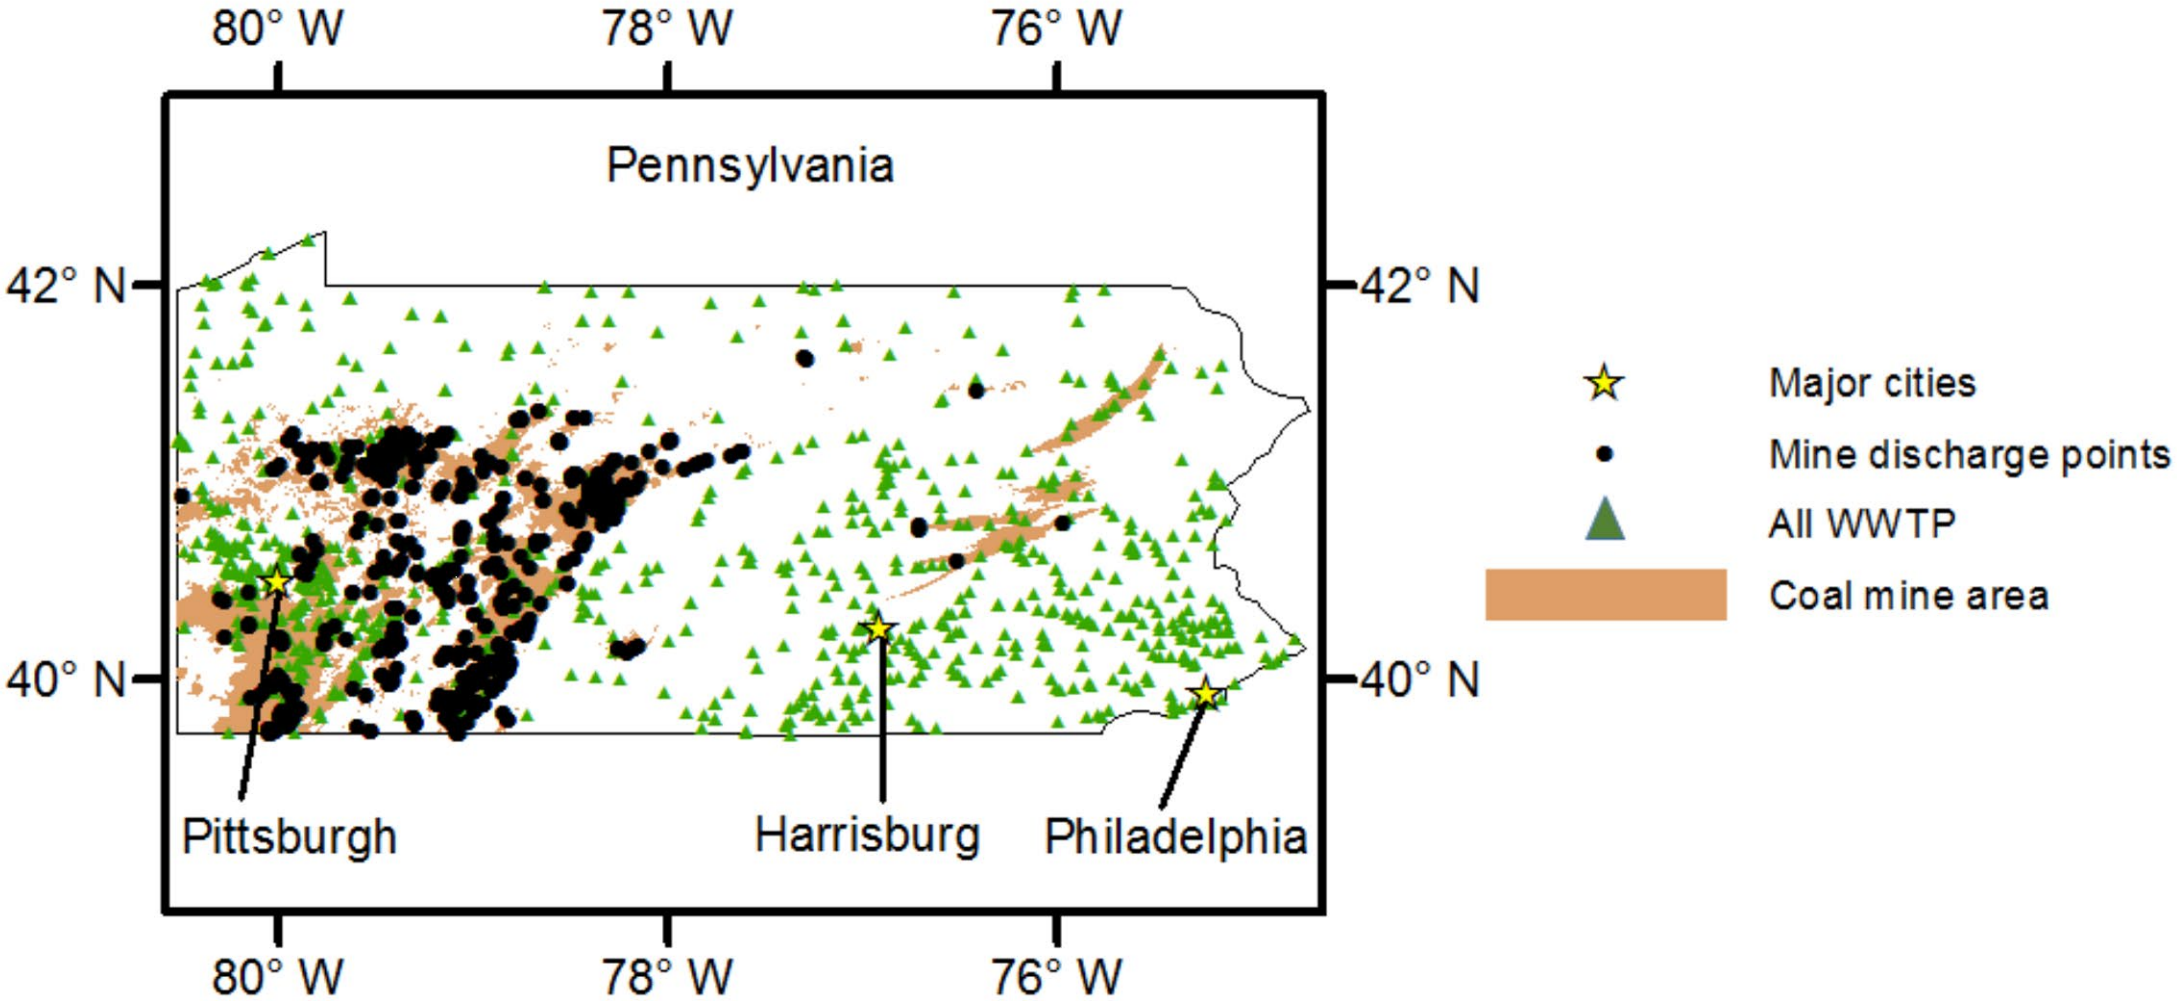 80° W 78° W 76° W
Pennsylvania
42° N 42° N
Major cities
Mine discharge points
All WWTP
Coal mine area
40° N 40° N
Pittsburgh Harrisburg Philadelphia
80° W 78° W 76° W